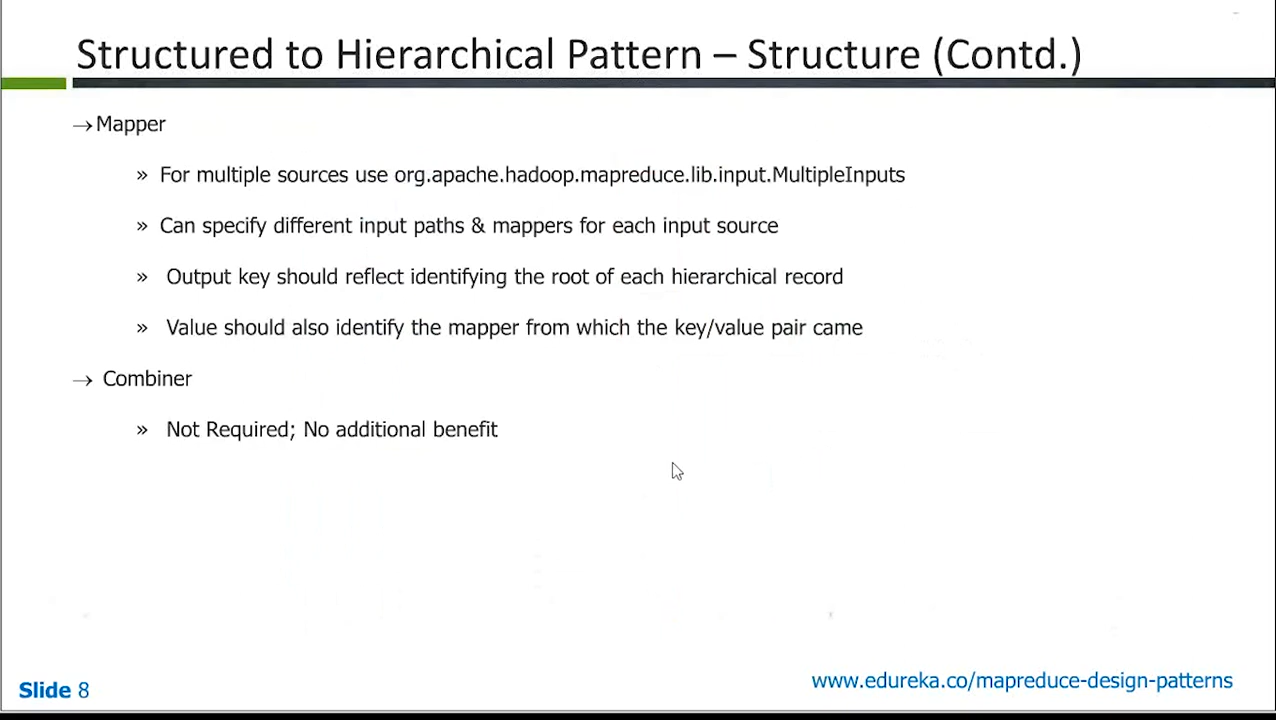 Structured to Hierarchical Pattern – Structure (Contd.)
→Mapper
» For multiple sources use org.apache.hadoop.mapreduce.lib.input.MultipleInputs
» Can specify different input paths & mappers for each input source
» Output key should reflect identifying the root of each hierarchical record
» Value should also identify the mapper from which the key/value pair came
→ Combiner
» Not Required; No additional benefit
Slide 8
www.edureka.co/mapreduce-design-patterns